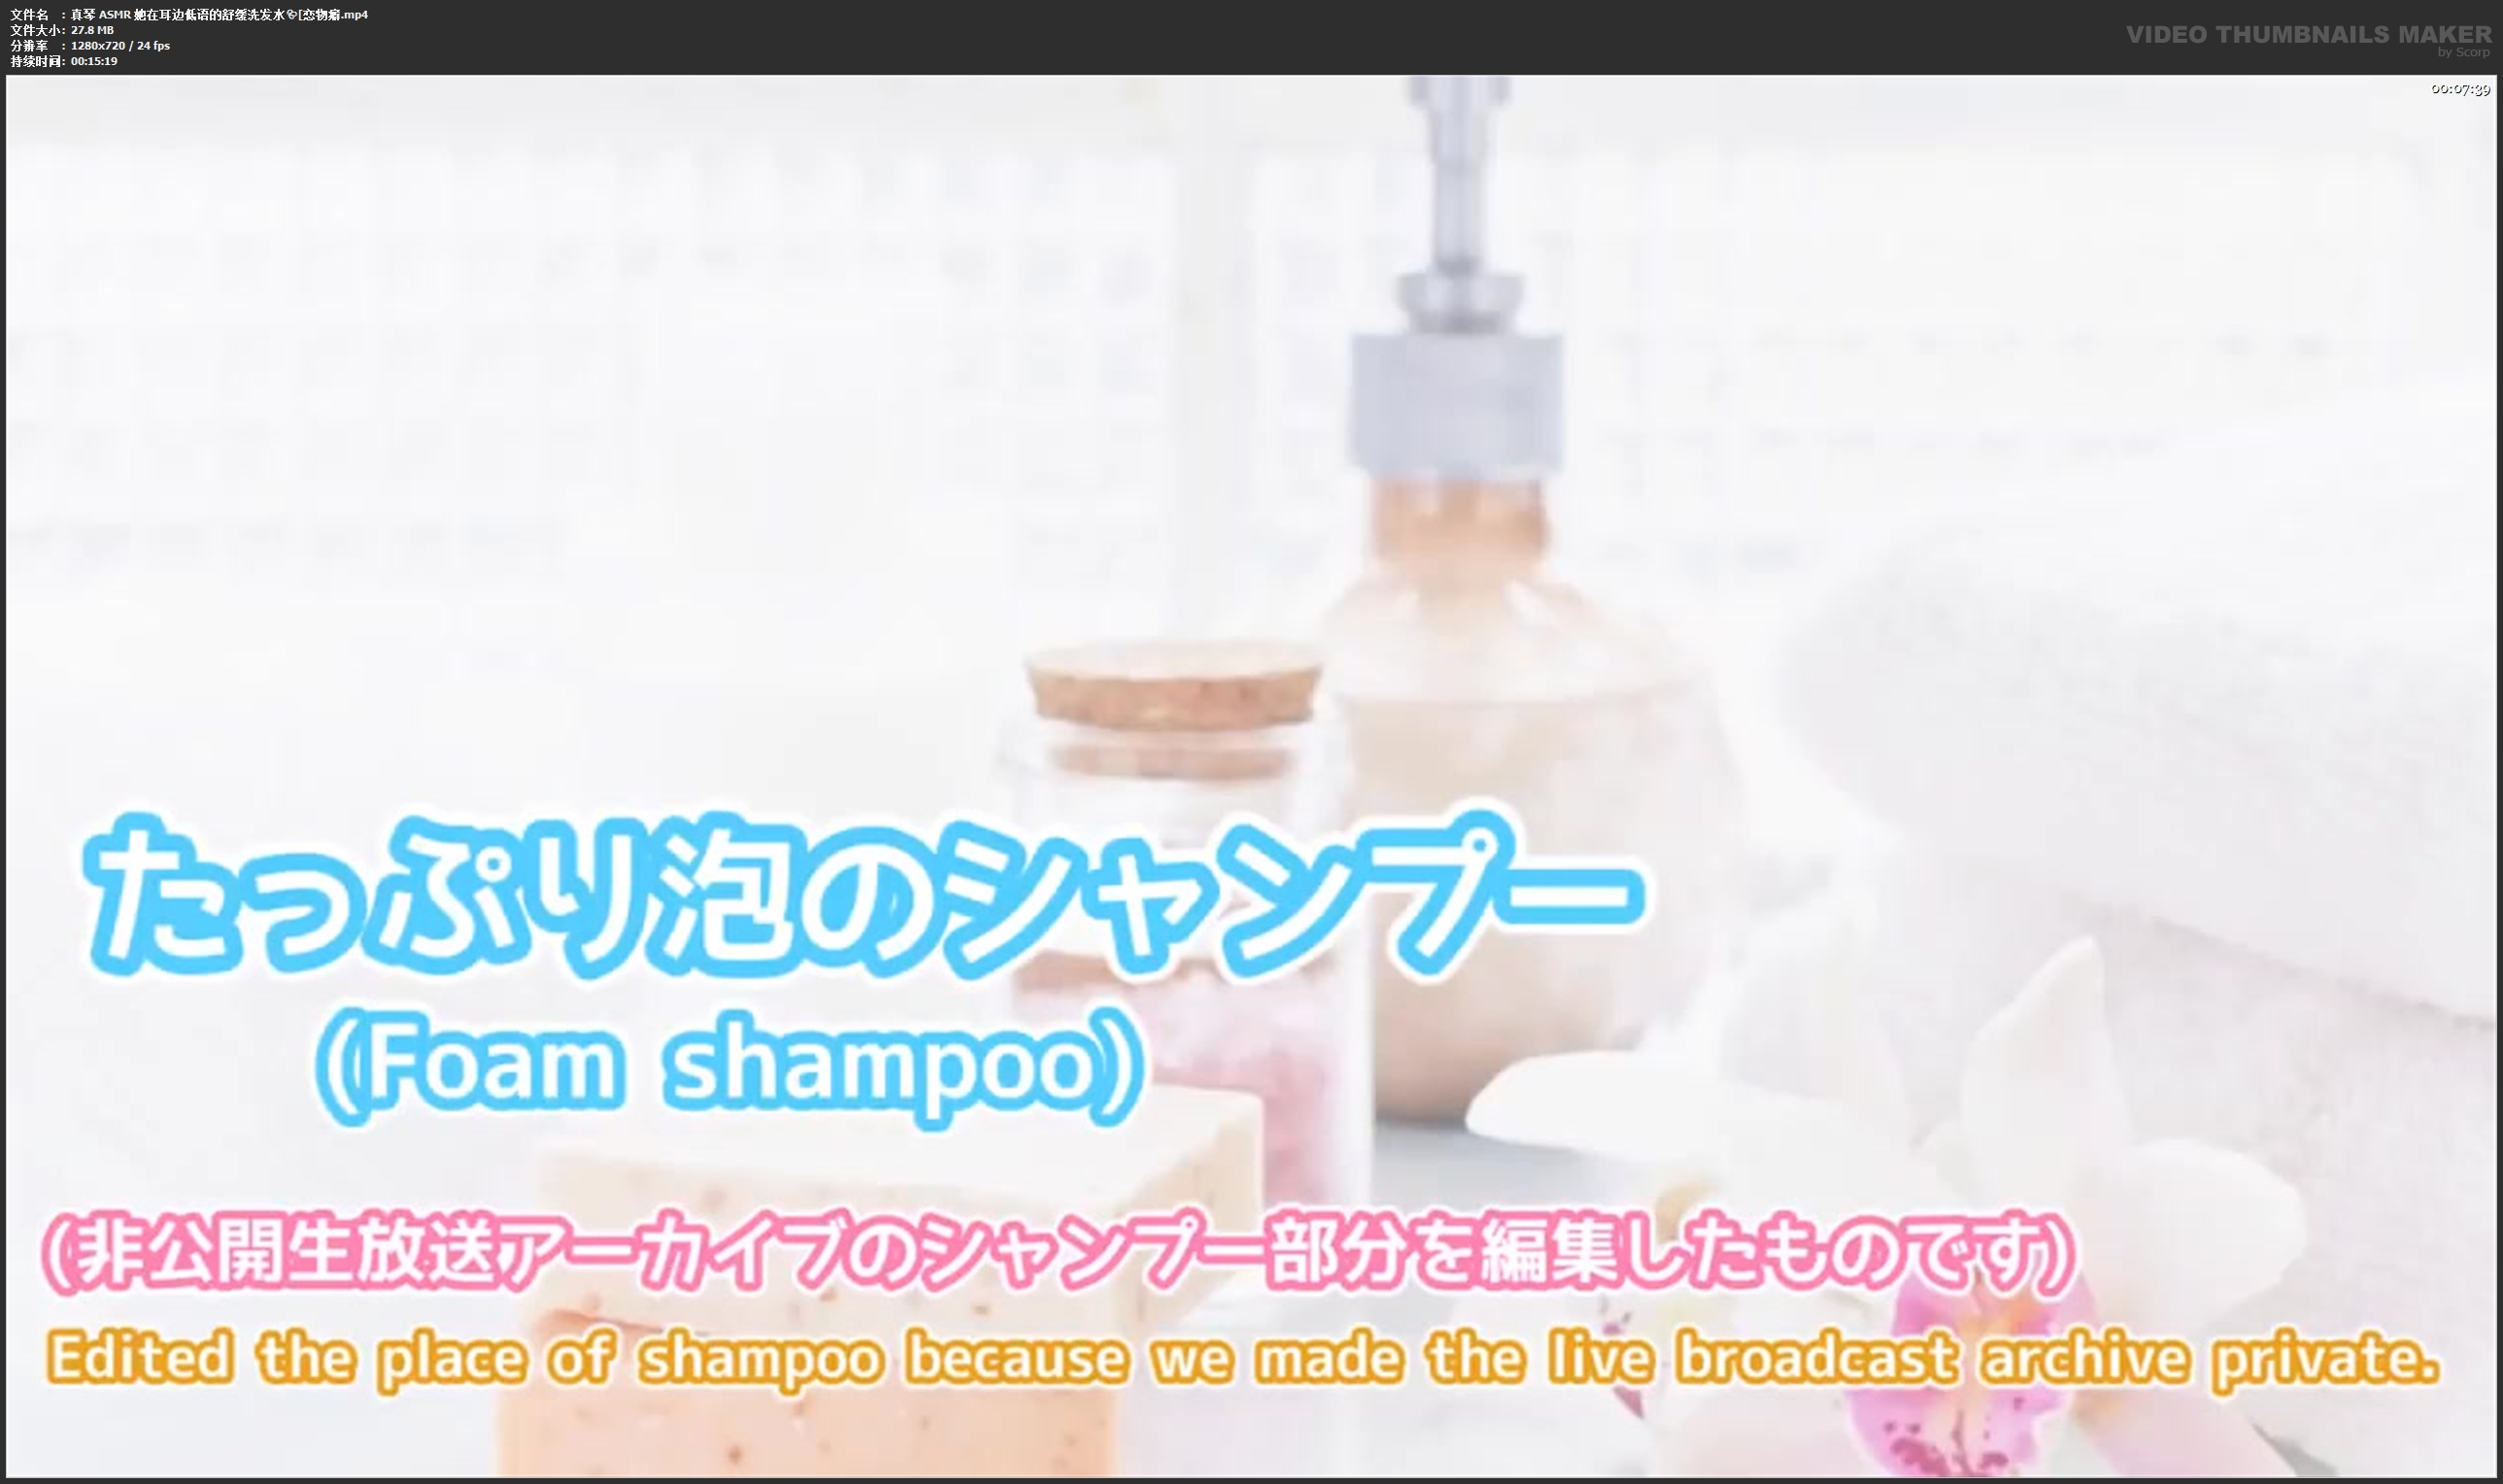 文件名 : 真琴 ASMR 她在耳边低语的舒缓洗发水🫧[恋物癖.mp4
文件大小: 27.8 MB
分辨率 : 1280x720 / 24 fps
持续时间: 00:15:19
VIDEO THUMBNAILS MAKER
by Scorp
00:07:39
たっぷり泡のシャンプー
(Foam shampoo)
(非公開生放送アーカイブのシャンプー部分を編集したものです)
Edited the place of shampoo because we made the live broadcast archive private.